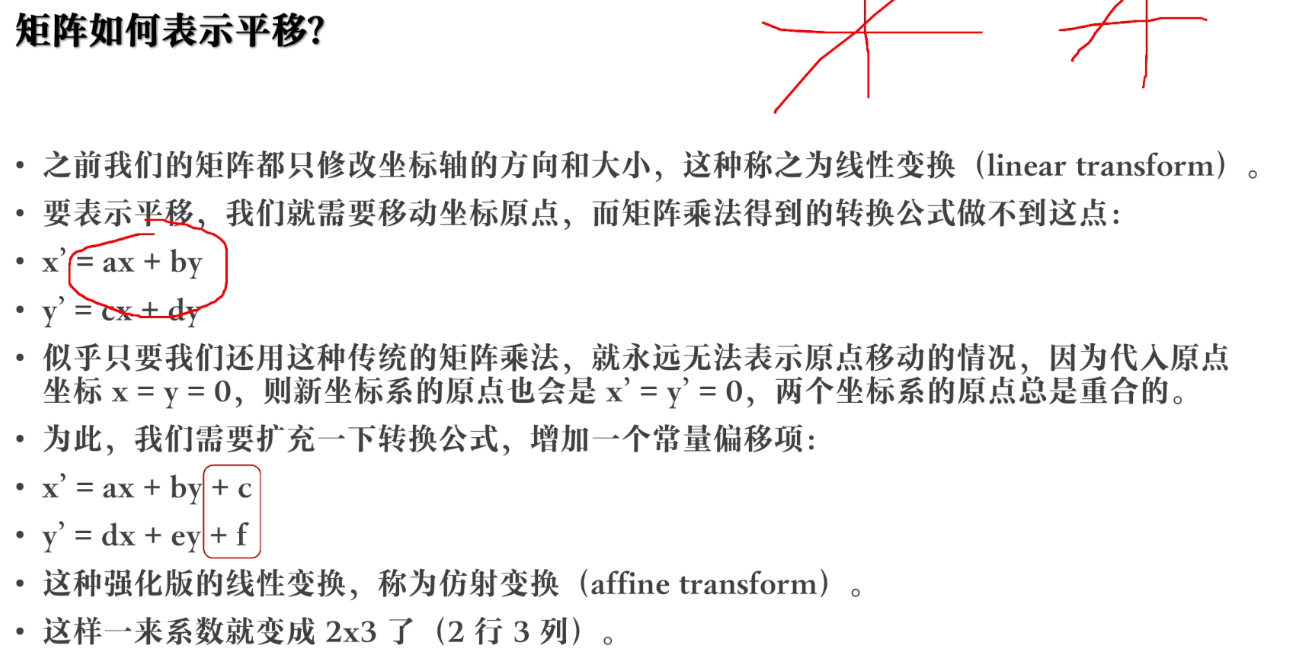 矩阵如何表示平移?
• 之前我们的矩阵都只修改坐标轴的方向和大小，这种称之为线性变换（linear transform）。
• 要表示平移，我们就需要移动坐标原点，而矩阵乘法得到的转换公式做不到这点：
• x’ = ax + by
• y’ = cx + dy
• 似乎只要我们还用这种传统的矩阵乘法，就永远无法表示原点移动的情况，因为代入原点
坐标 x = y = 0，则新坐标系的原点也会是 x’ = y’ = 0，两个坐标系的原点总是重合的。
• 为此，我们需要扩充一下转换公式，增加一个常量偏移项：
• x’ = ax + by + c
• y’ = dx + ey + f
• 这种强化版的线性变换，称为仿射变换（affine transform）。
• 这样一来系数就变成 2x3 了（2 行 3 列）。